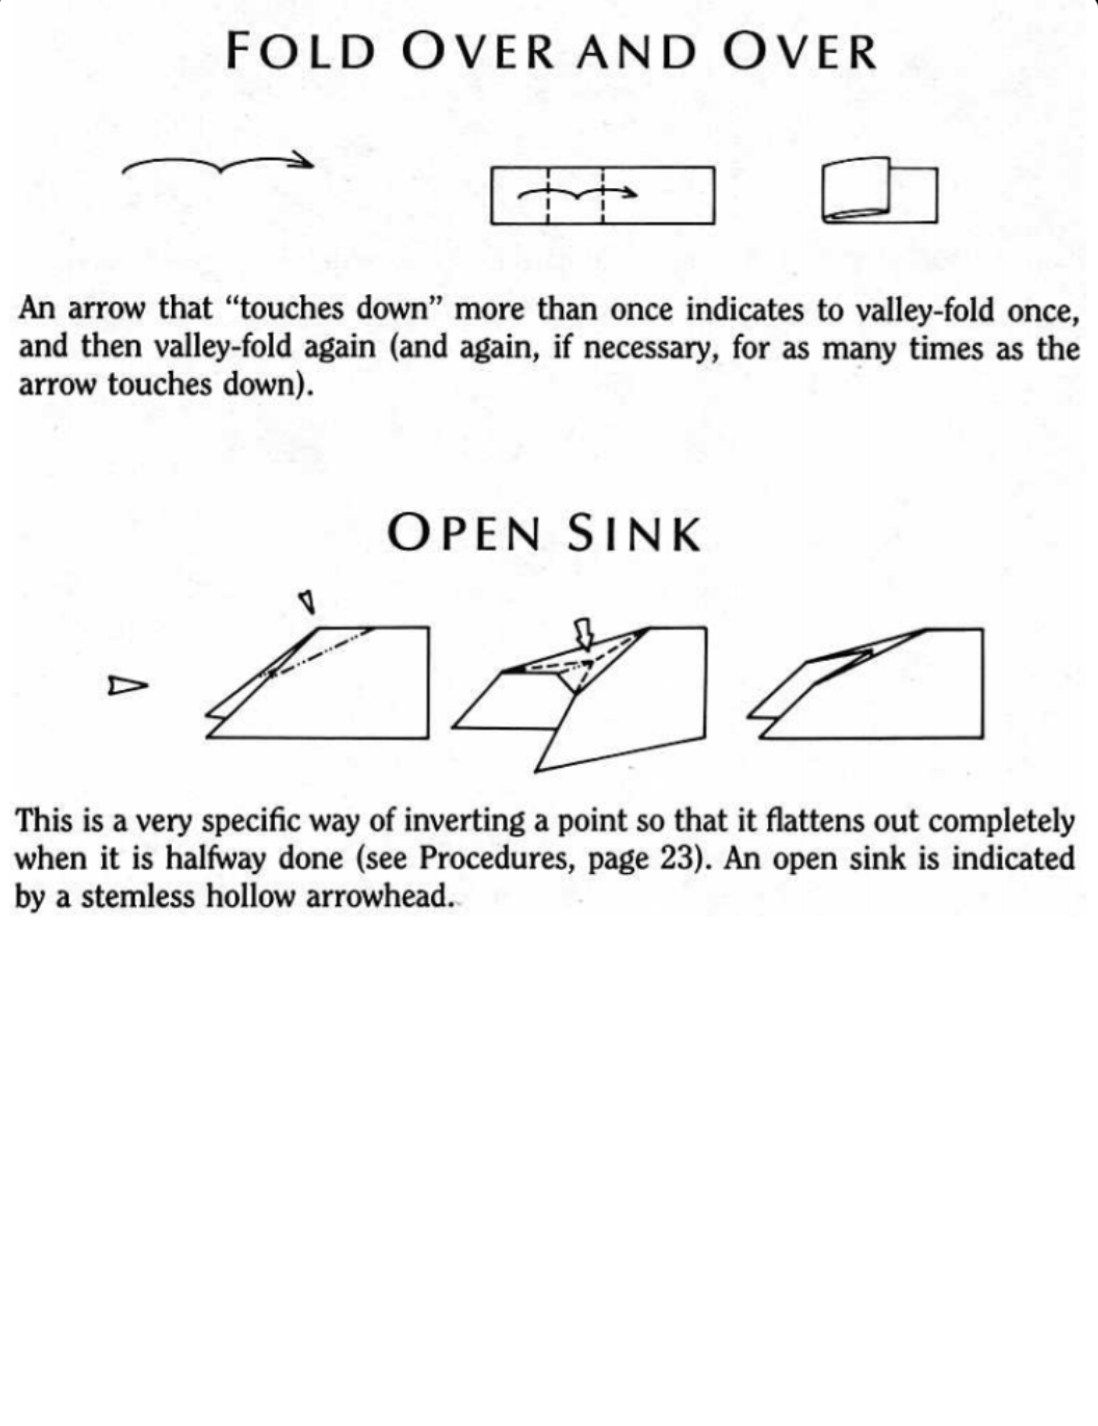 FOLD OVER AND OVER
An arrow that “touches down” more than once indicates to valley-fold once,
and then valley-fold again (and again, if necessary, for as many times as the
arrow touches down).
OPEN SINK
This is a very specific way of inverting a point so that it flattens out completely
when it is halfway done (see Procedures, page 23). An open sink is indicated
by a stemless hollow arrowhead.